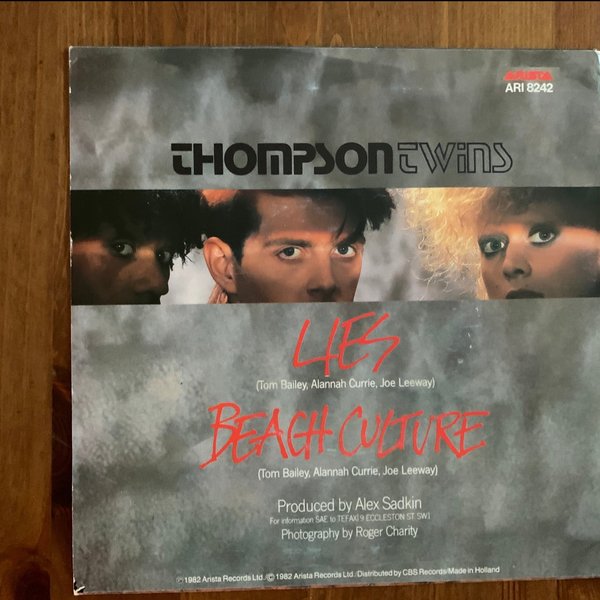 ARISTA
ARI 8242
THOMPSON TWINS
LIES
(Tom Bailey, Alannah Currie, Joe Leeway)
BEACH CULTURE
(Tom Bailey, Alannah Currie, Joe Leeway)
Produced by Alex Sadkin
For information SAE to TEFAX! 9 ECCLESTON ST. SW1
Photography by Roger Charity
℗1982 Arista Records Ltd./©1982 Arista Records Ltd./Distributed by CBS Records/Made in Holland